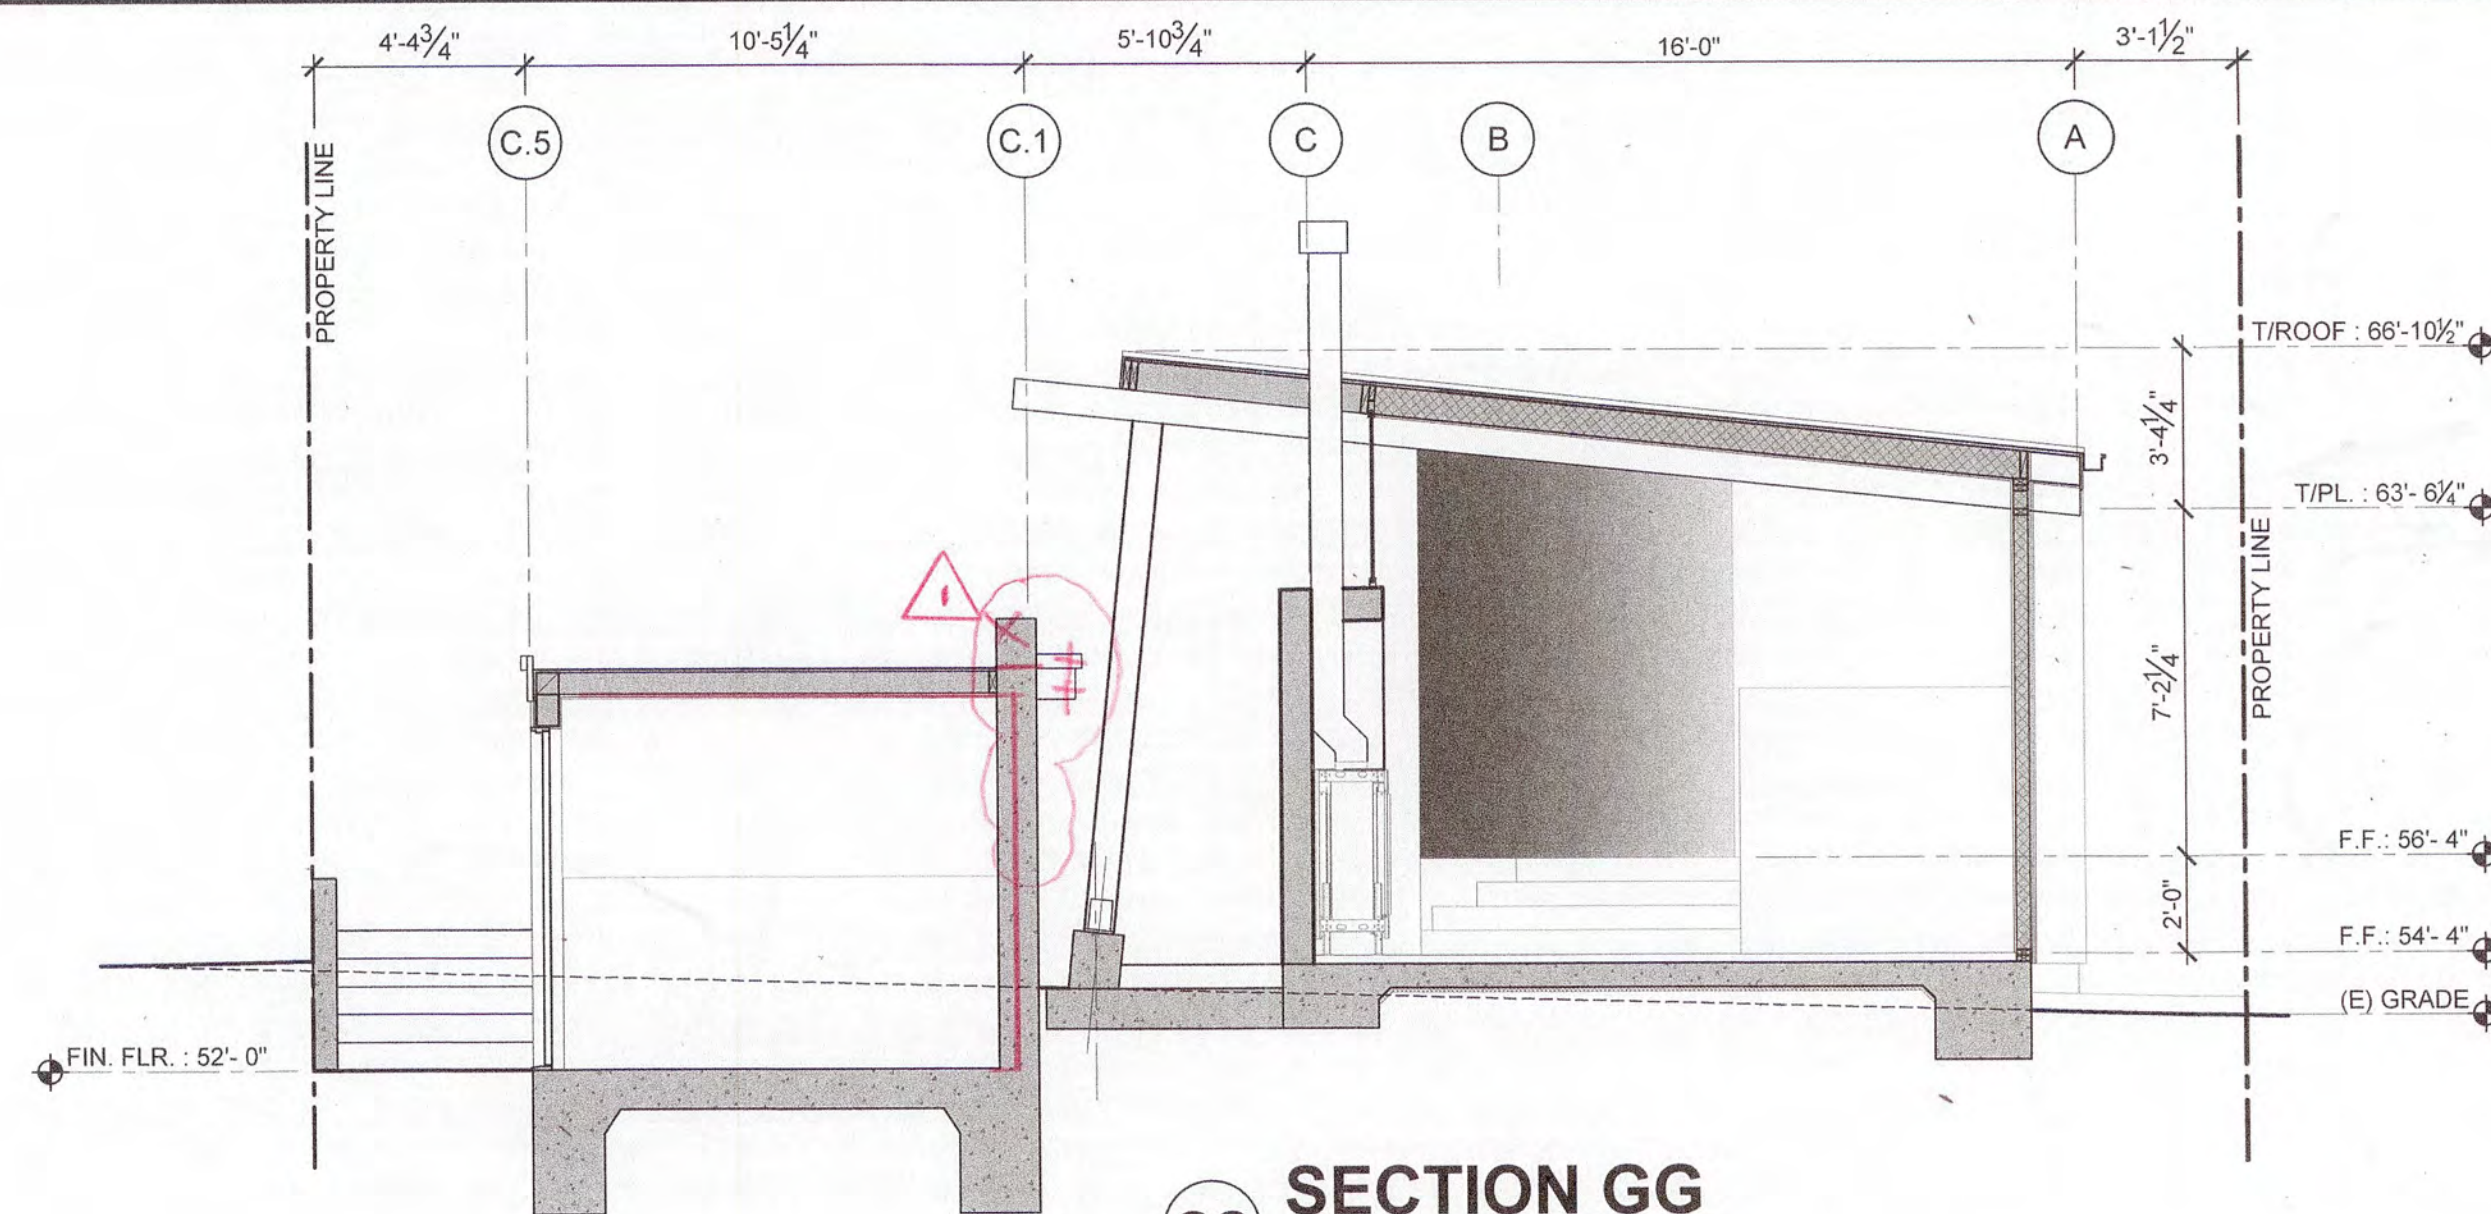 4'-4¾" 10'-5¼" 5'-10¾" 16'-0" 3'-1½"
C.5 C.1 C B A
PROPERTY LINE
T/ROOF : 66'-10½"
3'-4¼"
T/PL. : 63'- 6¼"
PROPERTY LINE
1
7'-2¼"
F.F.: 56'- 4"
2'-0"
F.F.: 54'- 4"
(E) GRADE
FIN. FLR. : 52'- 0"
SECTION GG